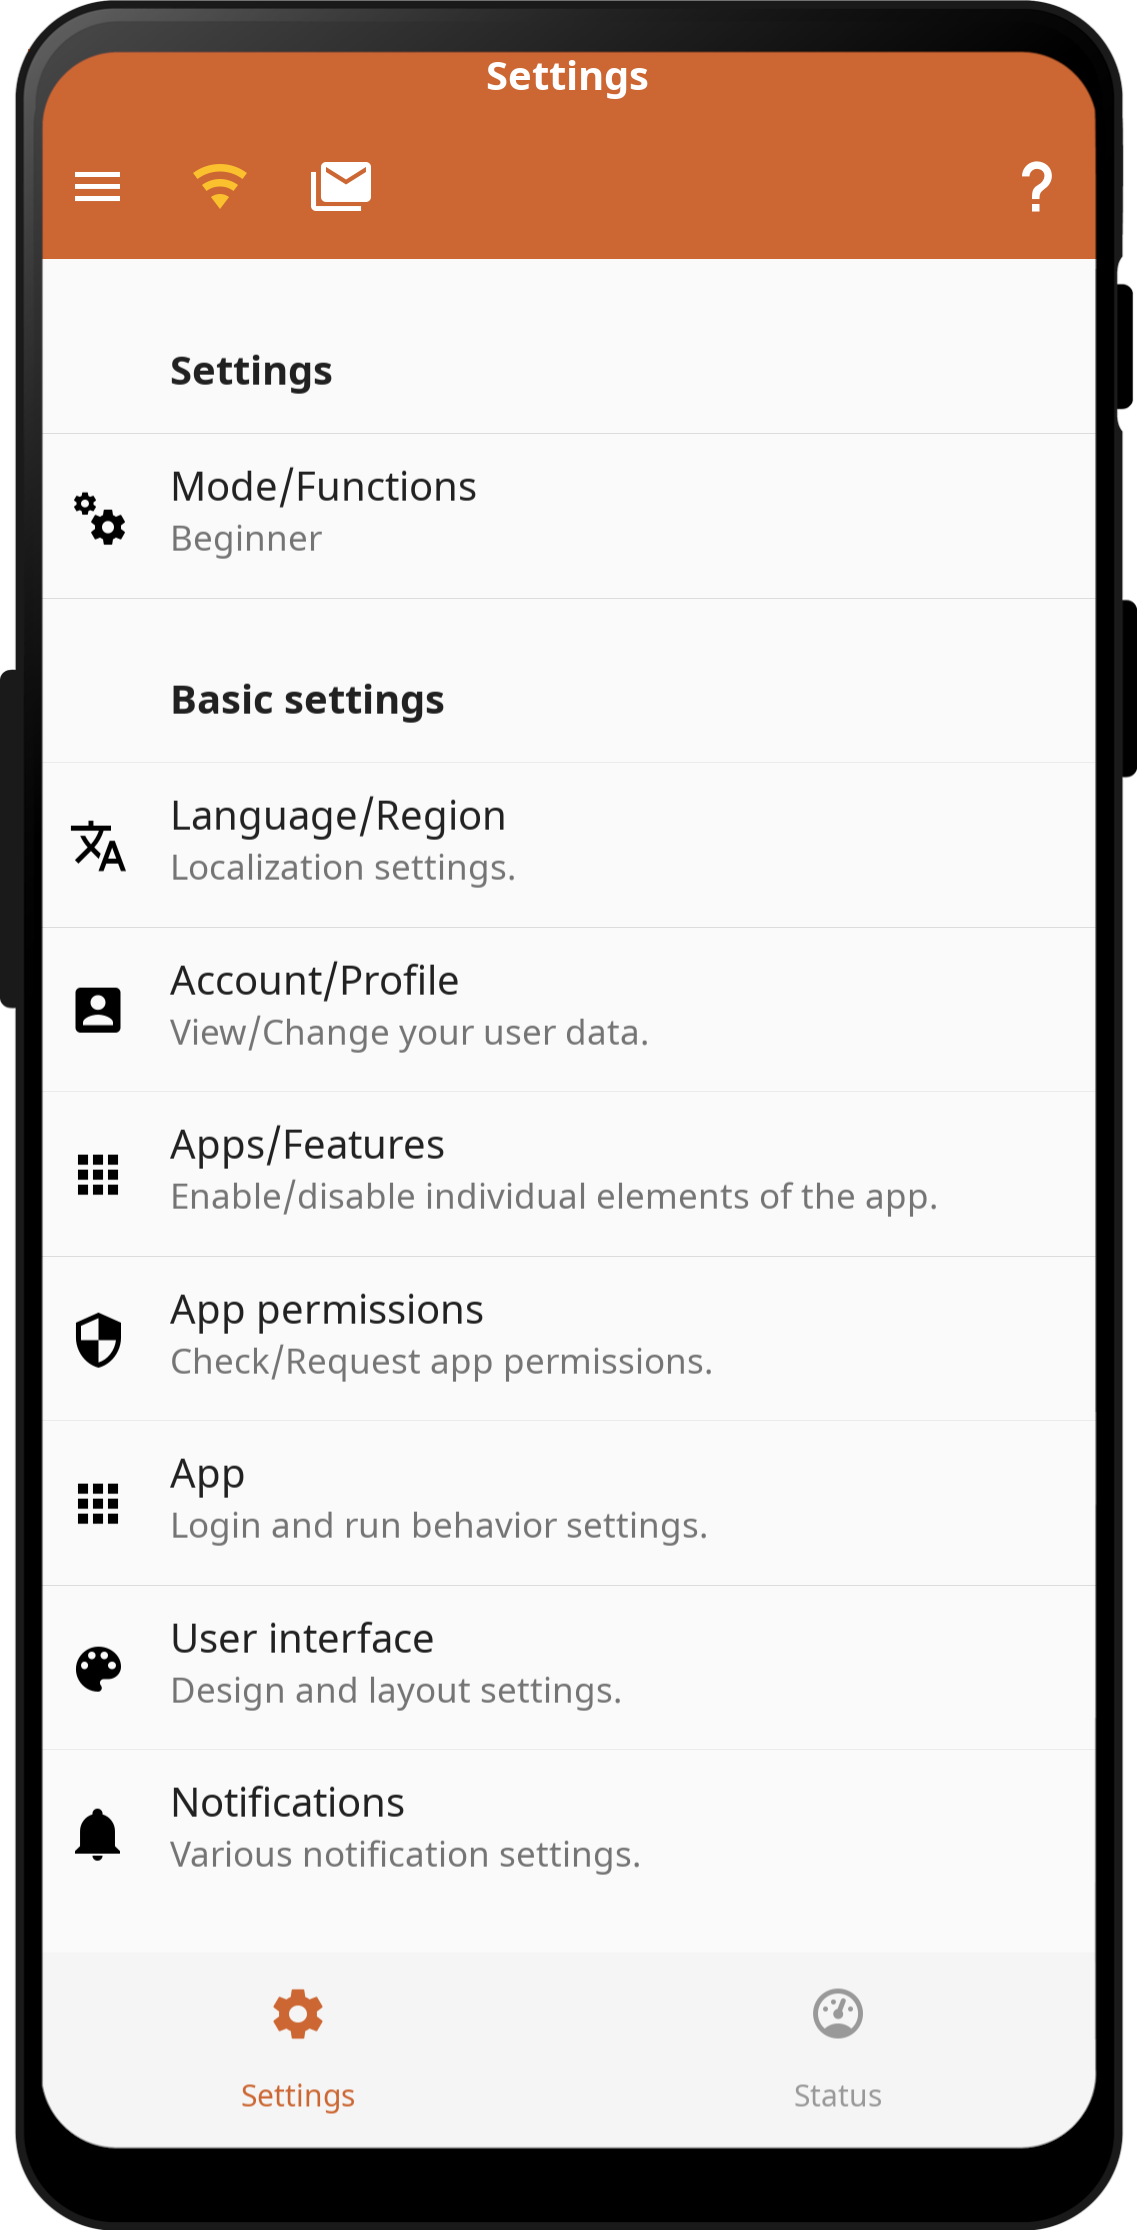 Settings
Settings
Mode/Functions
Beginner
Basic settings
Language/Region
Localization settings.
Account/Profile
View/Change your user data.
Apps/Features
Enable/disable individual elements of the app.
App permissions
Check/Request app permissions.
App
Login and run behavior settings.
User interface
Design and layout settings.
Notifications
Various notification settings.
Settings
Status